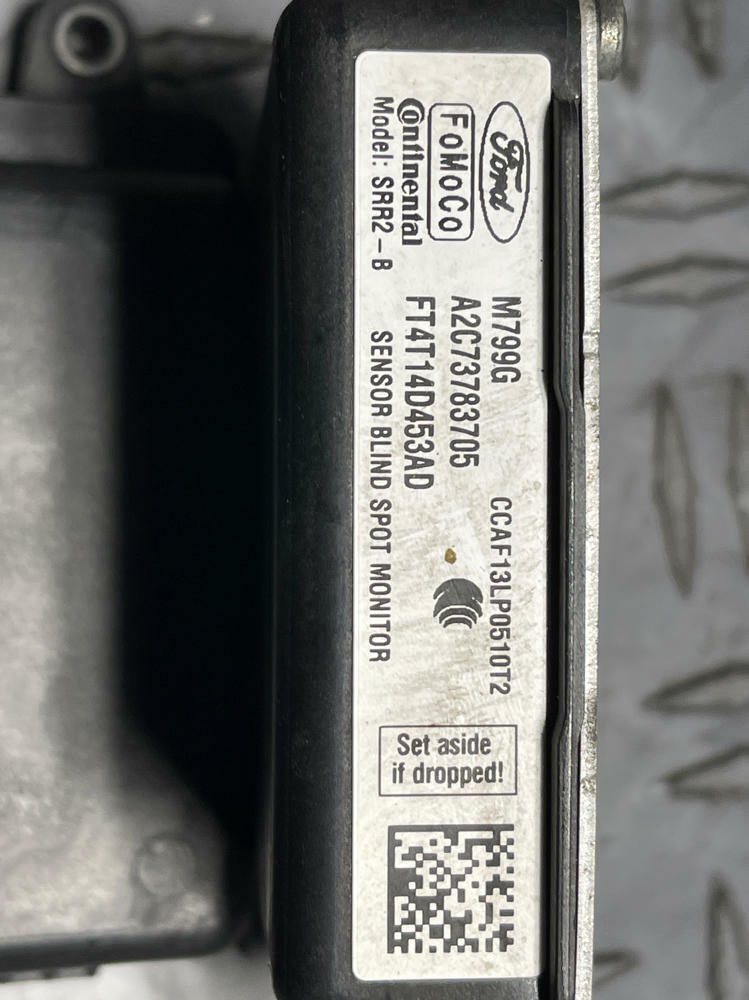 Ford
FoMoCo
Continental
Model: SRR2-B
M799G
A2C73783705
FT4T14D453AD
SENSOR BLIND SPOT MONITOR
CCAF13LP0510T2
Set aside
if dropped!